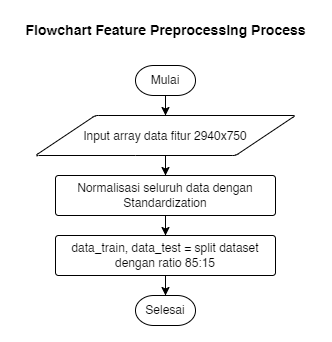 Flowchart Feature Preprocessing Process
Mulai
Input array data fitur 2940x750
Normalisasi seluruh data dengan
Standardization
data_train, data_test = split dataset
dengan ratio 85:15
Selesai